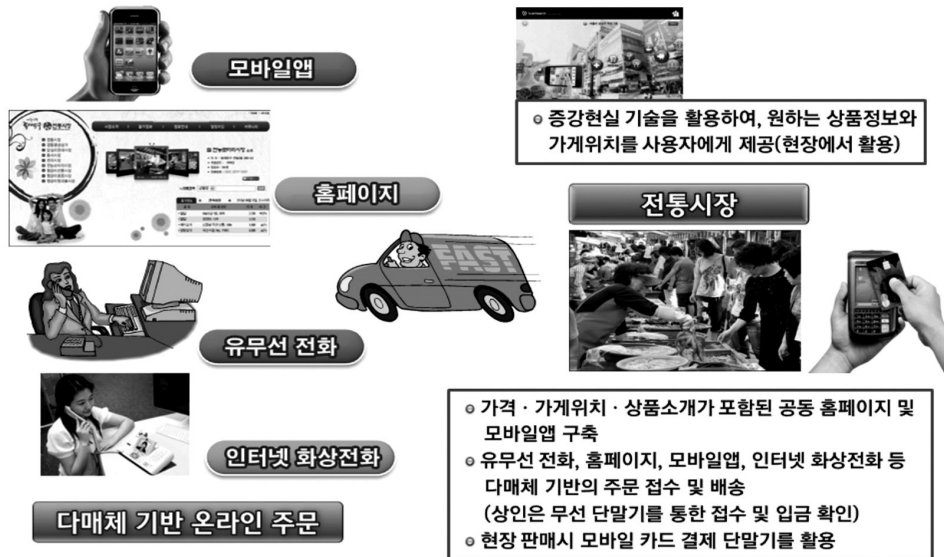 모바일앱
증강현실 기술을 활용하여, 원하는 상품정보와
가게위치를 사용자에게 제공(현장에서 활용)
전통시장
홈페이지
전통시장
FAST
유무선 전화
인터넷 화상전화
다매체 기반 온라인 주문
가격 · 가게위치 · 상품소개가 포함된 공동 홈페이지 및
모바일앱 구축
유무선 전화, 홈페이지, 모바일앱, 인터넷 화상전화 등
다매체 기반의 주문 접수 및 배송
(상인은 무선 단말기를 통한 접수 및 입금 확인)
현장 판매시 모바일 카드 결제 단말기를 활용